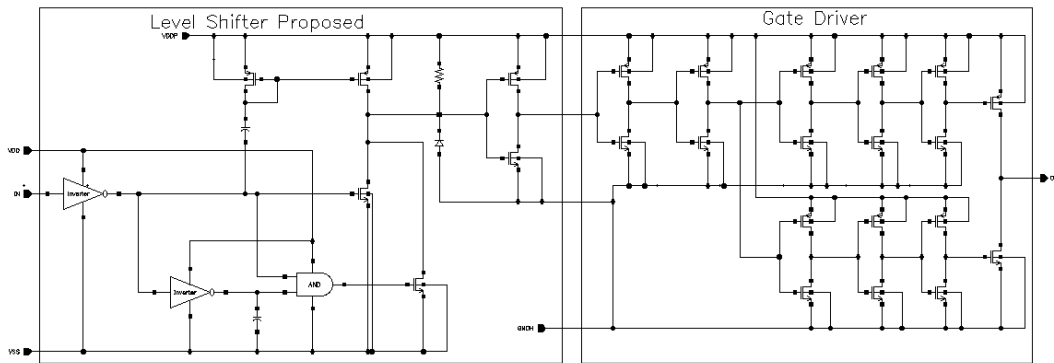 Level Shifter Proposed
Gate Driver
VDDP
VDD
IN
Inverter
Inverter
AND
VSS
GNDH